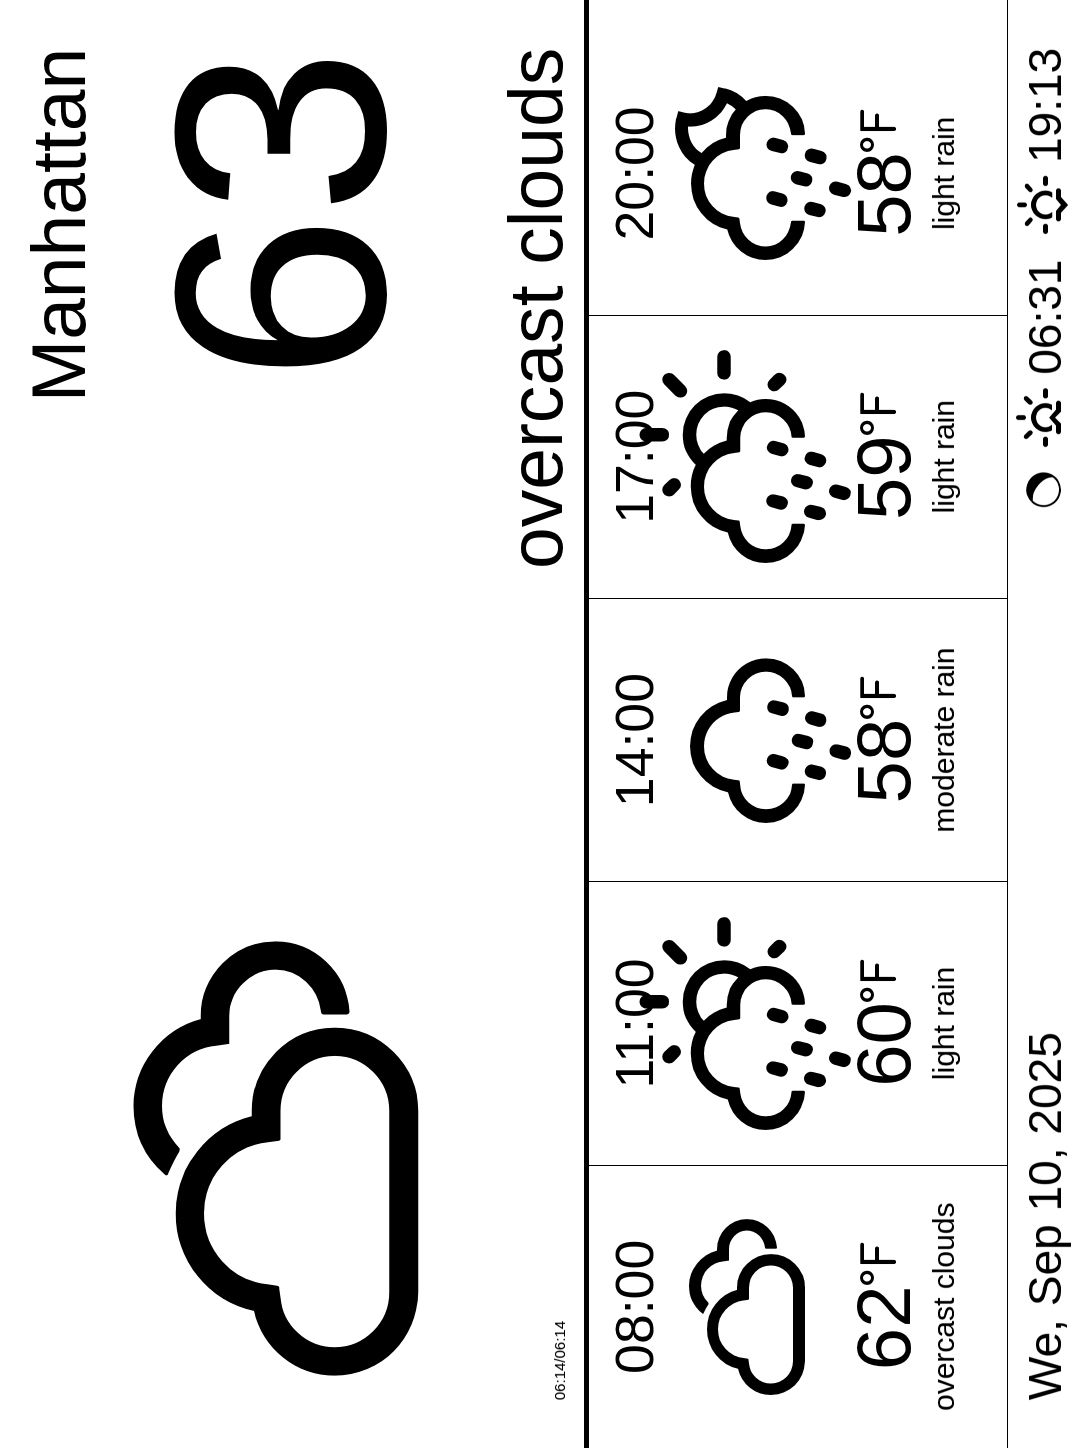 Manhattan
63
overcast clouds
06:14/06:14
08:00
62°F
overcast clouds
11:00
60°F
light rain
14:00
58°F
moderate rain
17:00
59°F
light rain
20:00
58°F
light rain
We, Sep 10, 2025
06:31
19:13